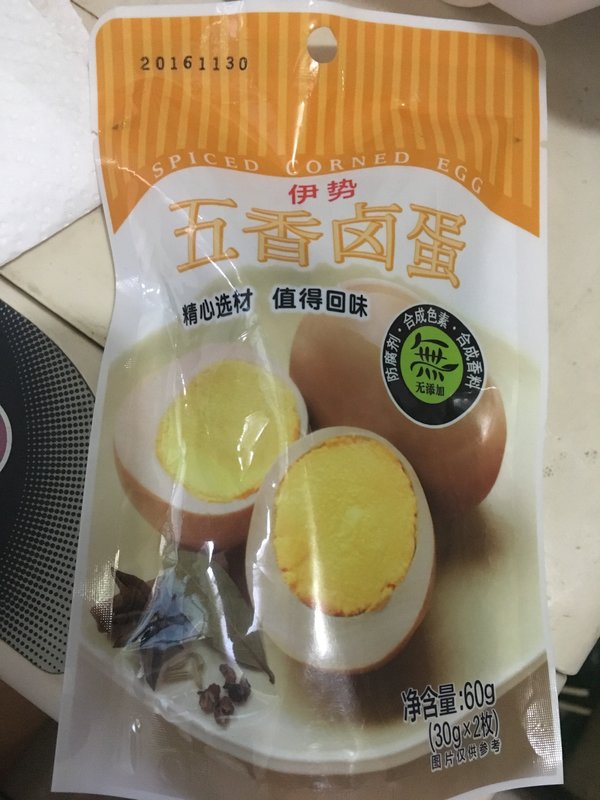 20161130
SPICED CORNED EGG
伊势
五香卤蛋
精心选材 值得回味
防腐剂·合成色素·合成香料
無
无添加
净含量:60g
(30g×2枚)
图片仅供参考